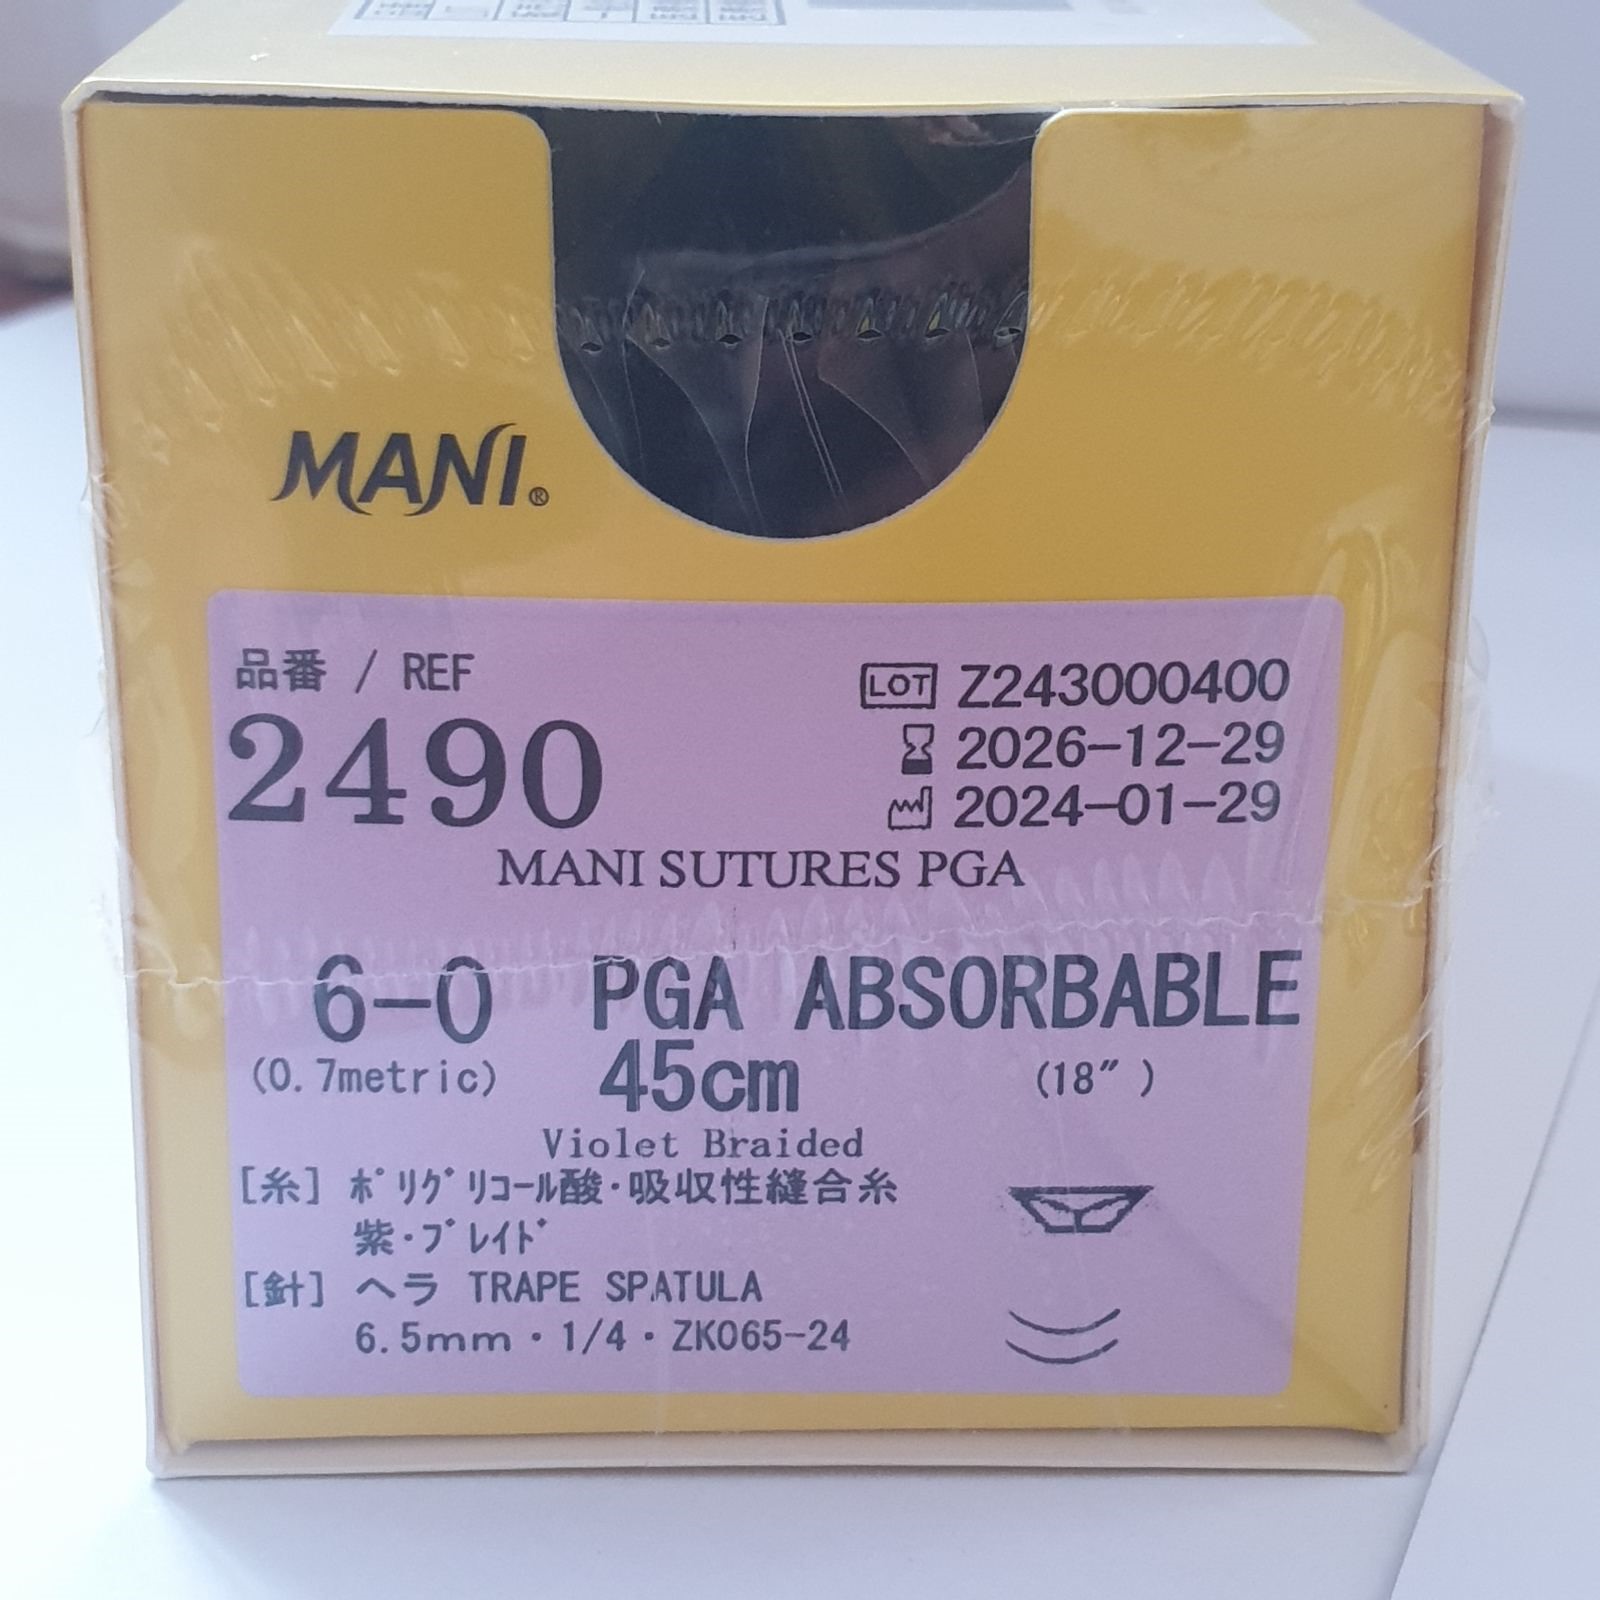 MANI®
品番 / REF
2490
LOT Z243000400
2026-12-29
2024-01-29
MANI SUTURES PGA
6-0 PGA ABSORBABLE
(0.7metric) 45cm (18″)
Violet Braided
[糸] ﾎﾟﾘｸﾞﾘｺｰﾙ酸・吸収性縫合糸
紫・ﾌﾞﾚｲﾄﾞ
[針] ヘラ TRAPE SPATULA
6.5mm・1/4・ZK065-24